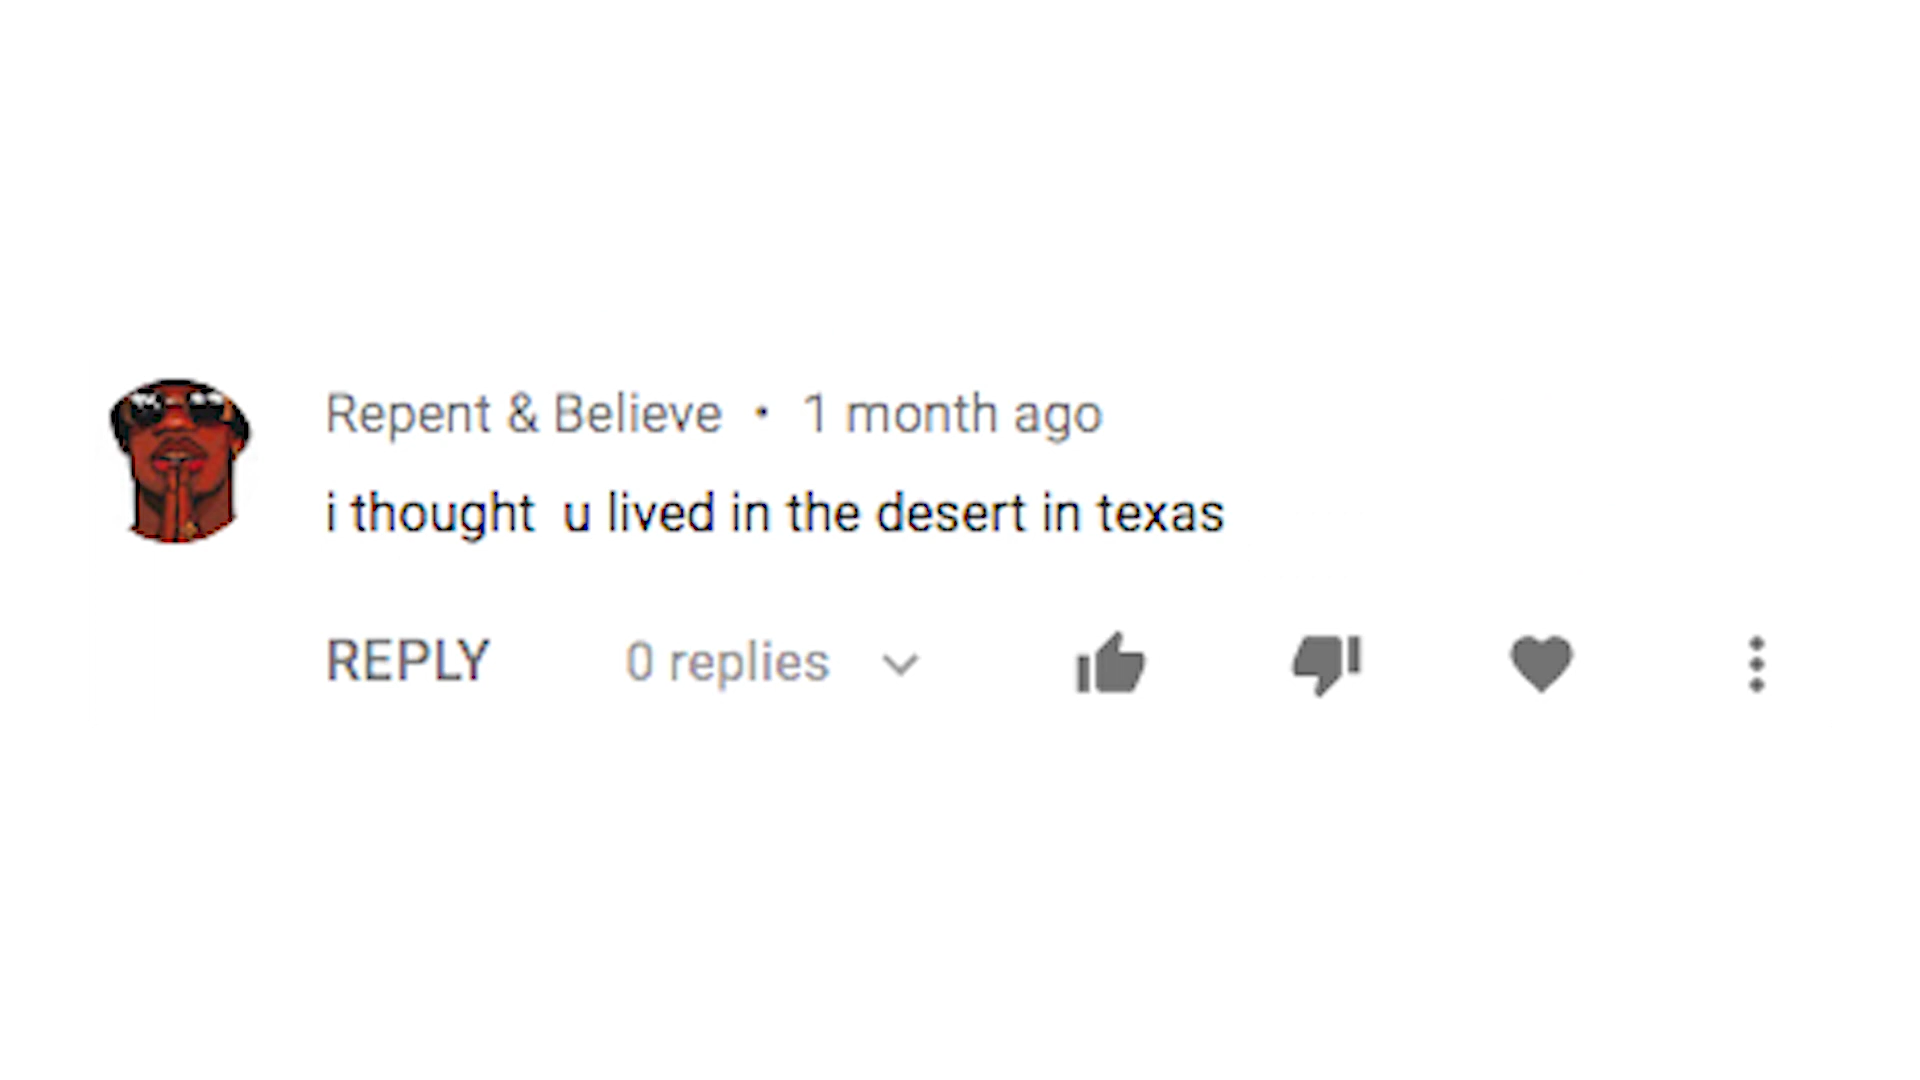 Repent & Believe • 1 month ago
i thought  u lived in the desert in texas
REPLY 0 replies